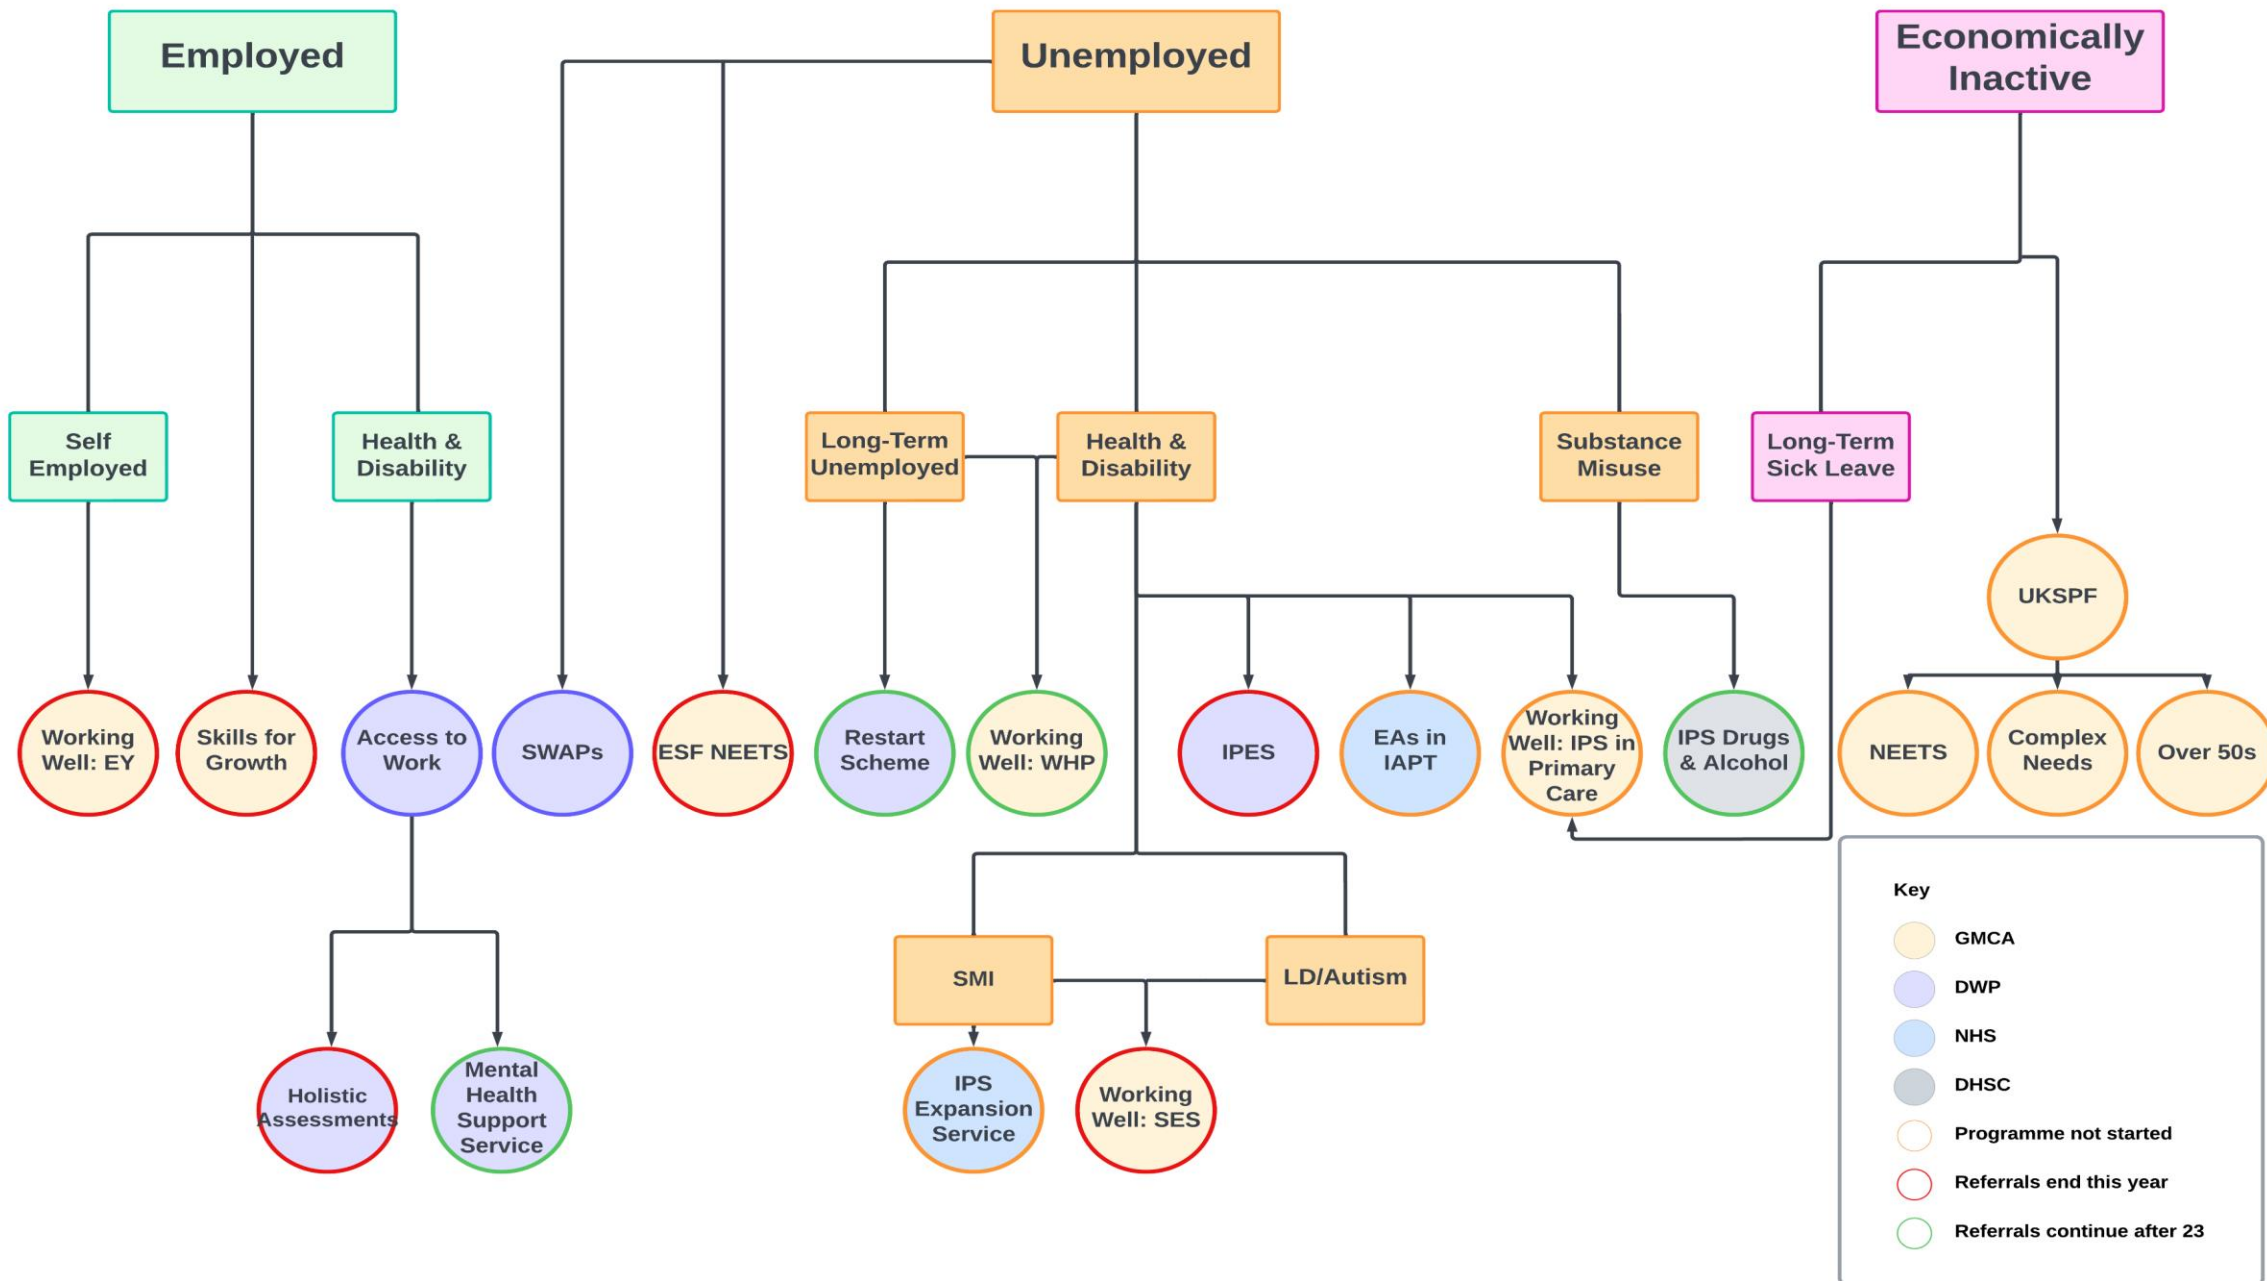 Employed
Unemployed
Economically
Inactive
Self
Employed
Health &
Disability
Long-Term
Unemployed
Health &
Disability
Substance
Misuse
Long-Term
Sick Leave
UKSPF
Working
Well: EY
Skills for
Growth
Access to
Work
SWAPs
ESF NEETS
Restart
Scheme
Working
Well: WHP
IPES
EAs in
IAPT
Working
Well: IPS in
Primary
Care
IPS Drugs
& Alcohol
NEETS
Complex
Needs
Over 50s
SMI
LD/Autism
Holistic
Assessments
Mental
Health
Support
Service
IPS
Expansion
Service
Working
Well: SES
Key
GMCA
DWP
NHS
DHSC
Programme not started
Referrals end this year
Referrals continue after 23